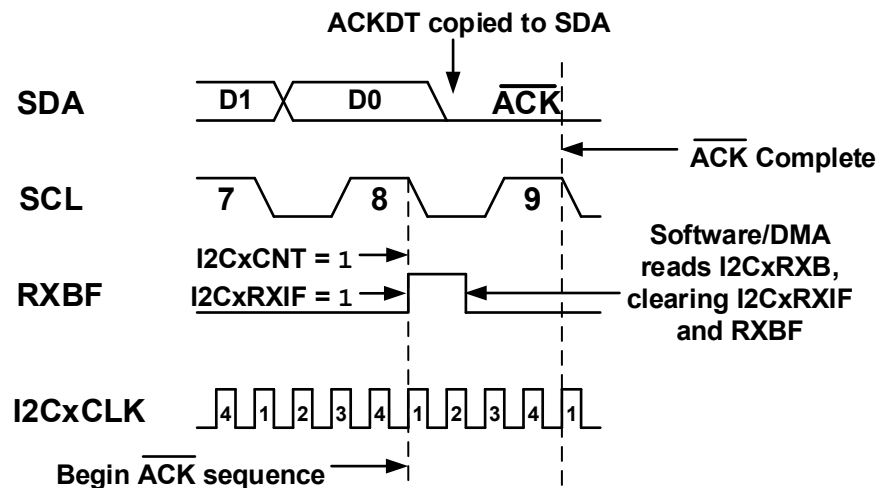 ACKDT copied to SDA
SDA D1 D0 ACK
ACK Complete
SCL 7 8 9
I2CxCNT = 1
RXBF I2CxRXIF = 1
Software/DMA
reads I2CxRXB,
clearing I2CxRXIF
and RXBF
I2CxCLK 4 1 2 3 4 1 2 3 4 1
Begin ACK sequence